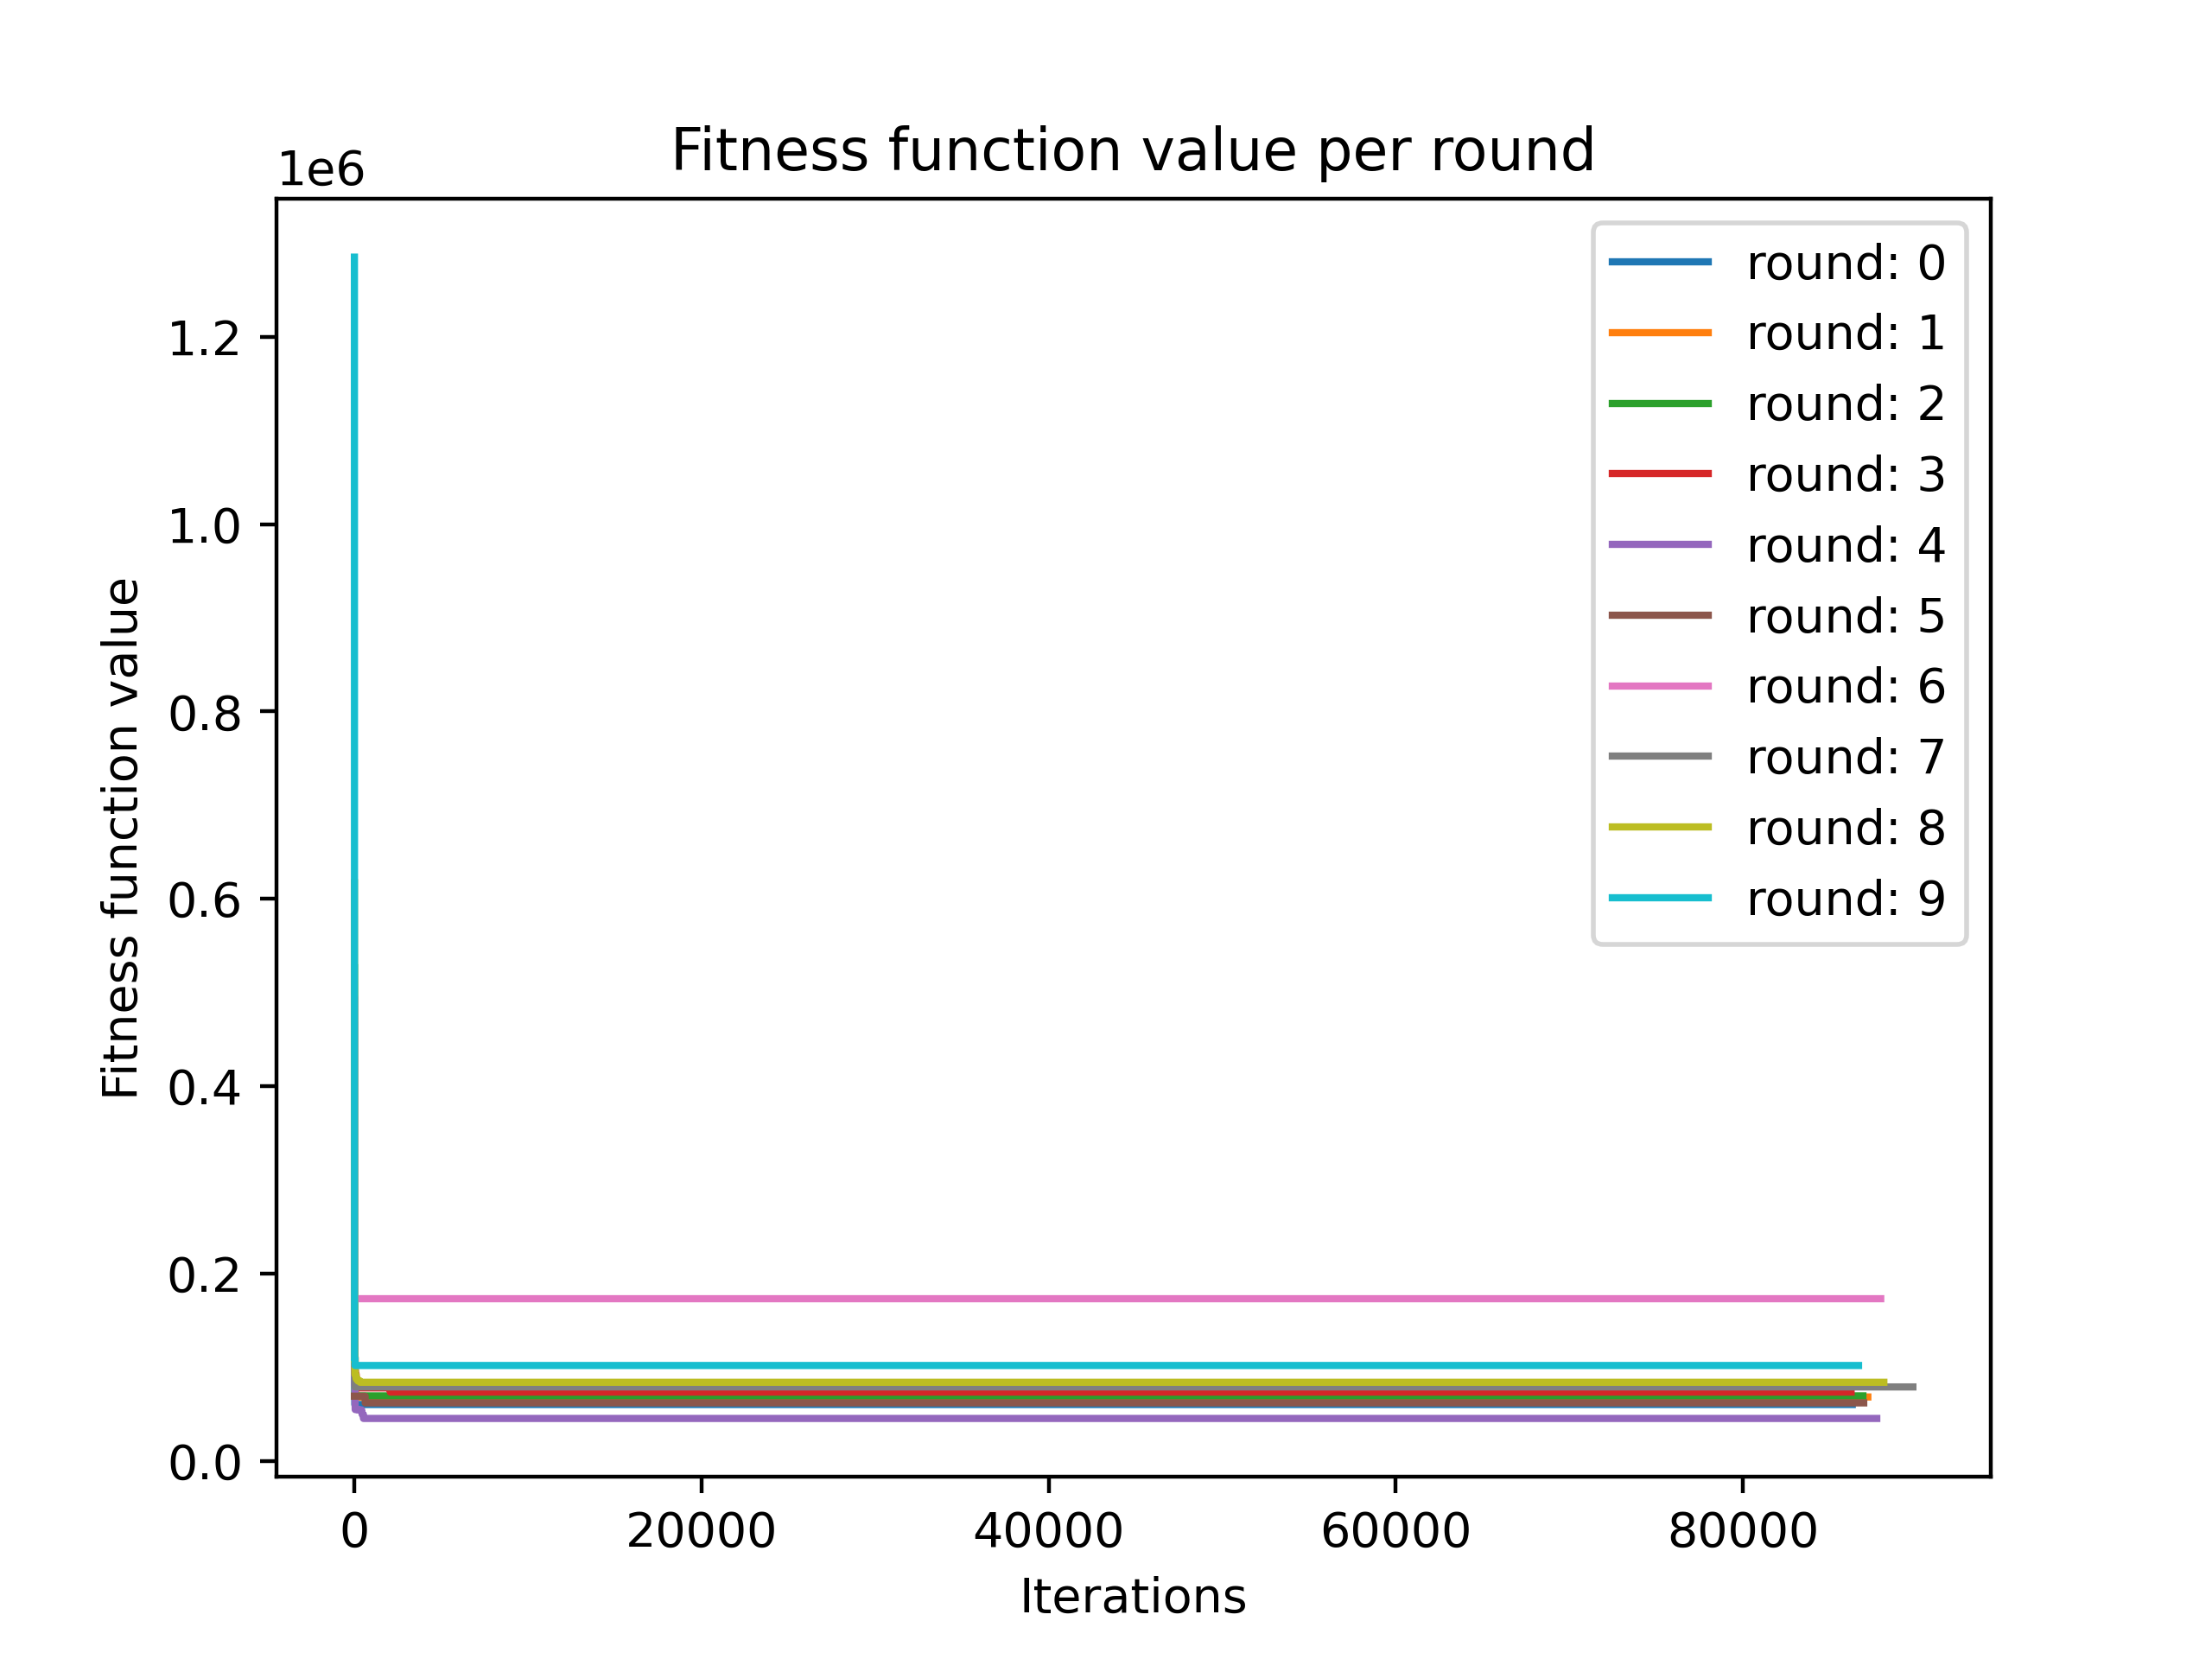 Fitness function value per round
1e6
1.2
1.0
0.8
0.6
0.4
0.2
0.0
Fitness function value
0 20000 40000 60000 80000
Iterations
round: 0
round: 1
round: 2
round: 3
round: 4
round: 5
round: 6
round: 7
round: 8
round: 9